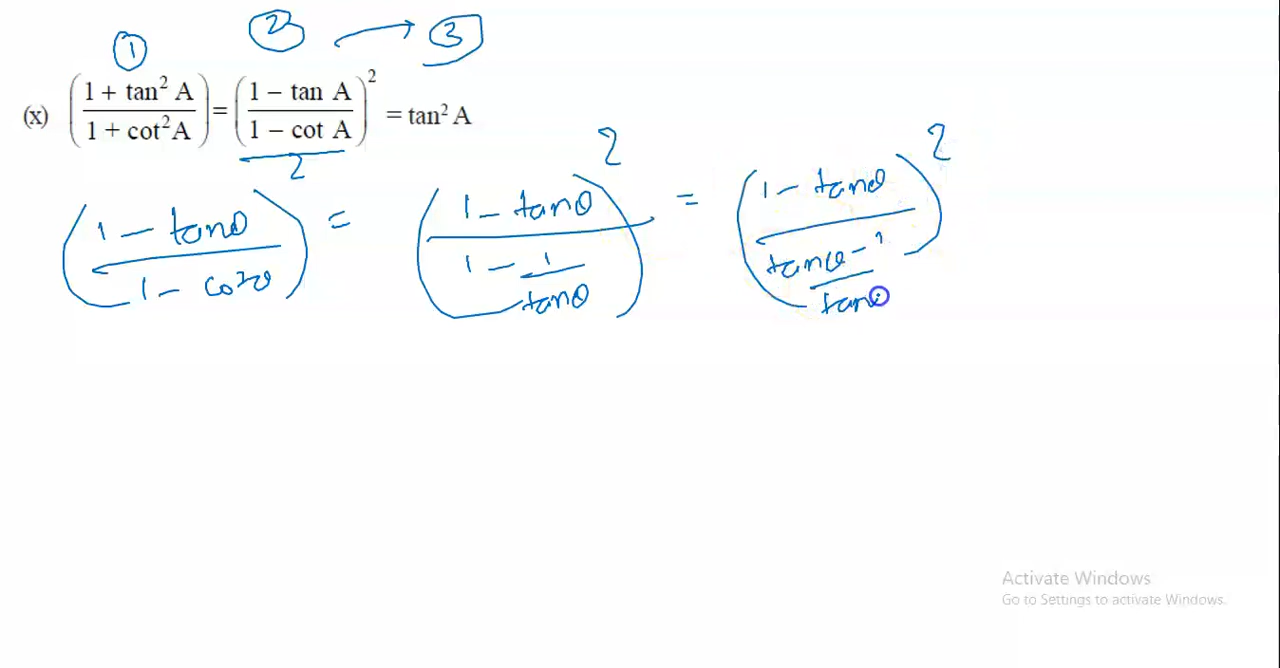 ① ② → ③
(x) ((1 + tan² A)/(1 + cot²A)) = ((1 − tan A)/(1 − cot A))² = tan² A
2
((1 − tanθ)/(1 − cotθ)) = ((1 − tanθ)/(1 − 1/tanθ))² = ((1 − tanθ)/((tanθ − 1)/tanθ))²
Activate Windows
Go to Settings to activate Windows.